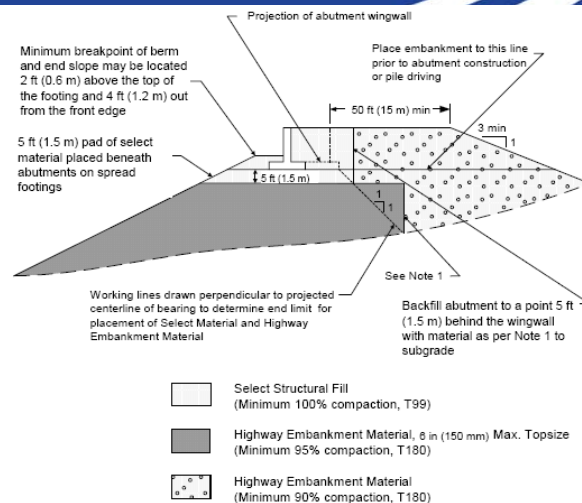 Projection of abutment wingwall
Minimum breakpoint of berm
and end slope may be located
2 ft (0.6 m) above the top of
the footing and 4 ft (1.2 m) out
from the front edge
Place embankment to this line
prior to abutment construction
or pile driving
50 ft (15 m) min
3 min
1
5 ft (1.5 m) pad of select
material placed beneath
abutments on spread
footings
5 ft (1.5 m)
1
1
See Note 1
Working lines drawn perpendicular to projected
centerline of bearing to determine end limit for
placement of Select Material and Highway
Embankment Material
Backfill abutment to a point 5 ft
(1.5 m) behind the wingwall
with material as per Note 1 to
subgrade
Select Structural Fill
(Minimum 100% compaction, T99)
Highway Embankment Material, 6 in (150 mm) Max. Topsize
(Minimum 95% compaction, T180)
Highway Embankment Material
(Minimum 90% compaction, T180)